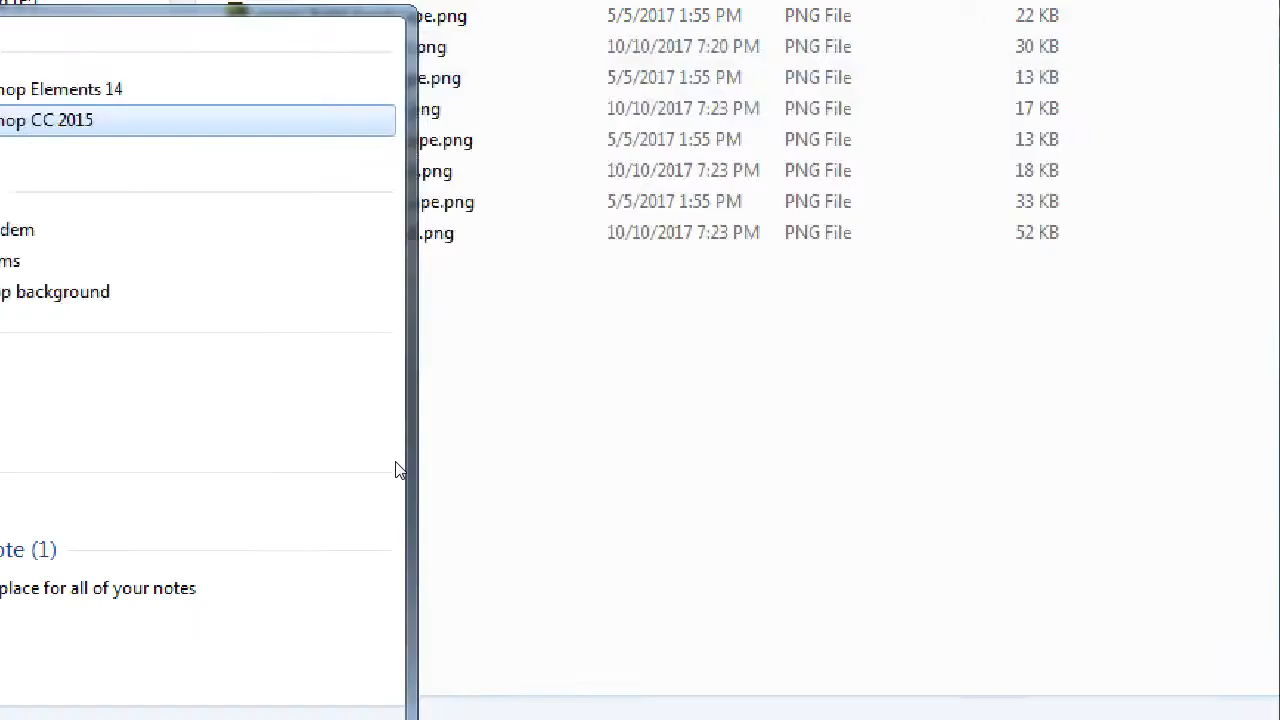 hop Elements 14
hop CC 2015
dem
ms
p background
ote (1)
place for all of your notes
pe.png 5/5/2017 1:55 PM PNG File 22 KB
png 10/10/2017 7:20 PM PNG File 30 KB
e.png 5/5/2017 1:55 PM PNG File 13 KB
ng 10/10/2017 7:23 PM PNG File 17 KB
pe.png 5/5/2017 1:55 PM PNG File 13 KB
.png 10/10/2017 7:23 PM PNG File 18 KB
pe.png 5/5/2017 1:55 PM PNG File 33 KB
.png 10/10/2017 7:23 PM PNG File 52 KB